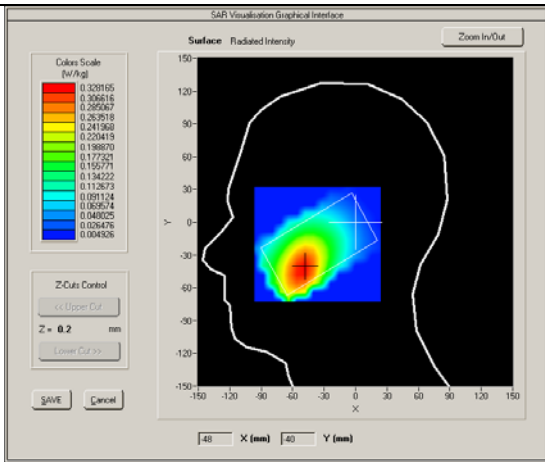 SAR Visualisation Graphical Interface
Surface Radiated Intensity
Zoom In/Out
Colors Scale
(W/kg)
0.328165
0.306616
0.285067
0.263518
0.241968
0.220419
0.198870
0.177321
0.155771
0.134222
0.112673
0.091124
0.069574
0.048025
0.026476
0.004926
Z-Cuts Control
<< Upper Cut
Z = 0.2 mm
Lower Cut >>
SAVE Cancel
150
120
90
60
30
0
-30
-60
-90
-120
-150
Y
-150 -120 -90 -60 -30 0 30 60 90 120 150
X
-48 X (mm) -40 Y (mm)